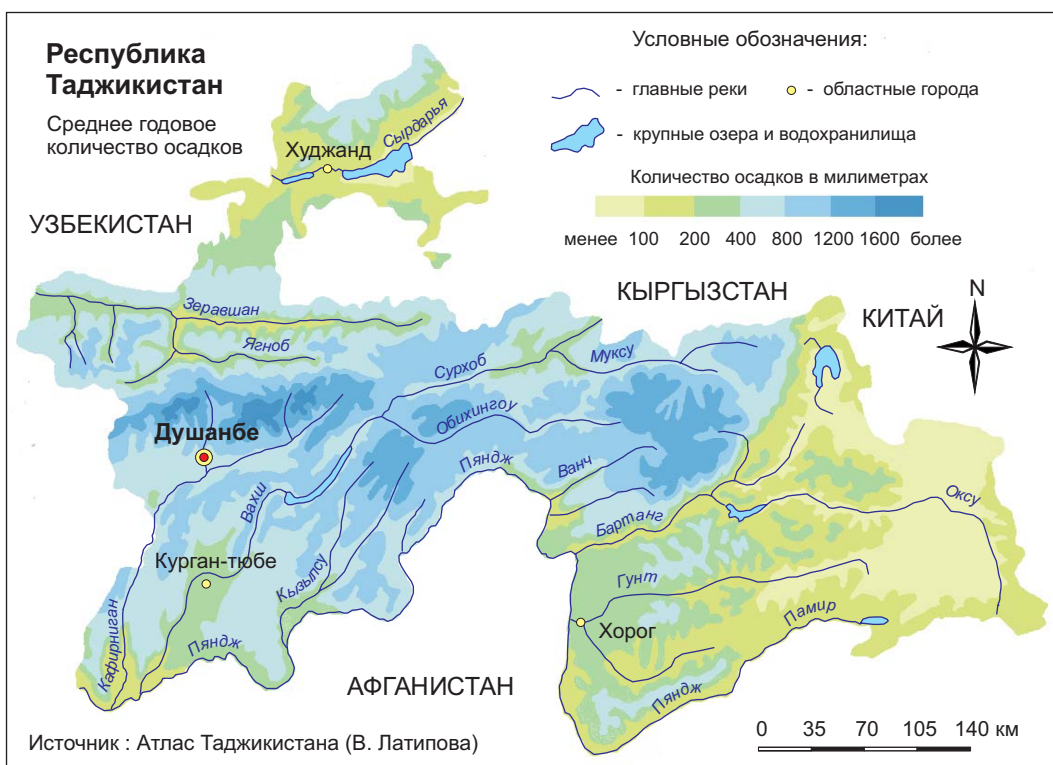 Республика
Таджикистан
Среднее годовое
количество осадков
Условные обозначения:
- главные реки
- областные города
- крупные озера и водохранилища
Количество осадков в милиметрах
менее 100 200 400 800 1200 1600 более
Сырдарья
Худжанд
УЗБЕКИСТАН
КЫРГЫЗСТАН
КИТАЙ
N
Зеравшан
Ягноб
Сурхоб
Муксу
Обихингоу
Душанбе
Пяндж
Ванч
Вахш
Бартанг
Оксу
Курган-тюбе
Кызылсу
Гунт
Памир
Хорог
Кафирниган
Пяндж
АФГАНИСТАН
Пяндж
Источник : Атлас Таджикистана (В. Латипова)
0 35 70 105 140 км